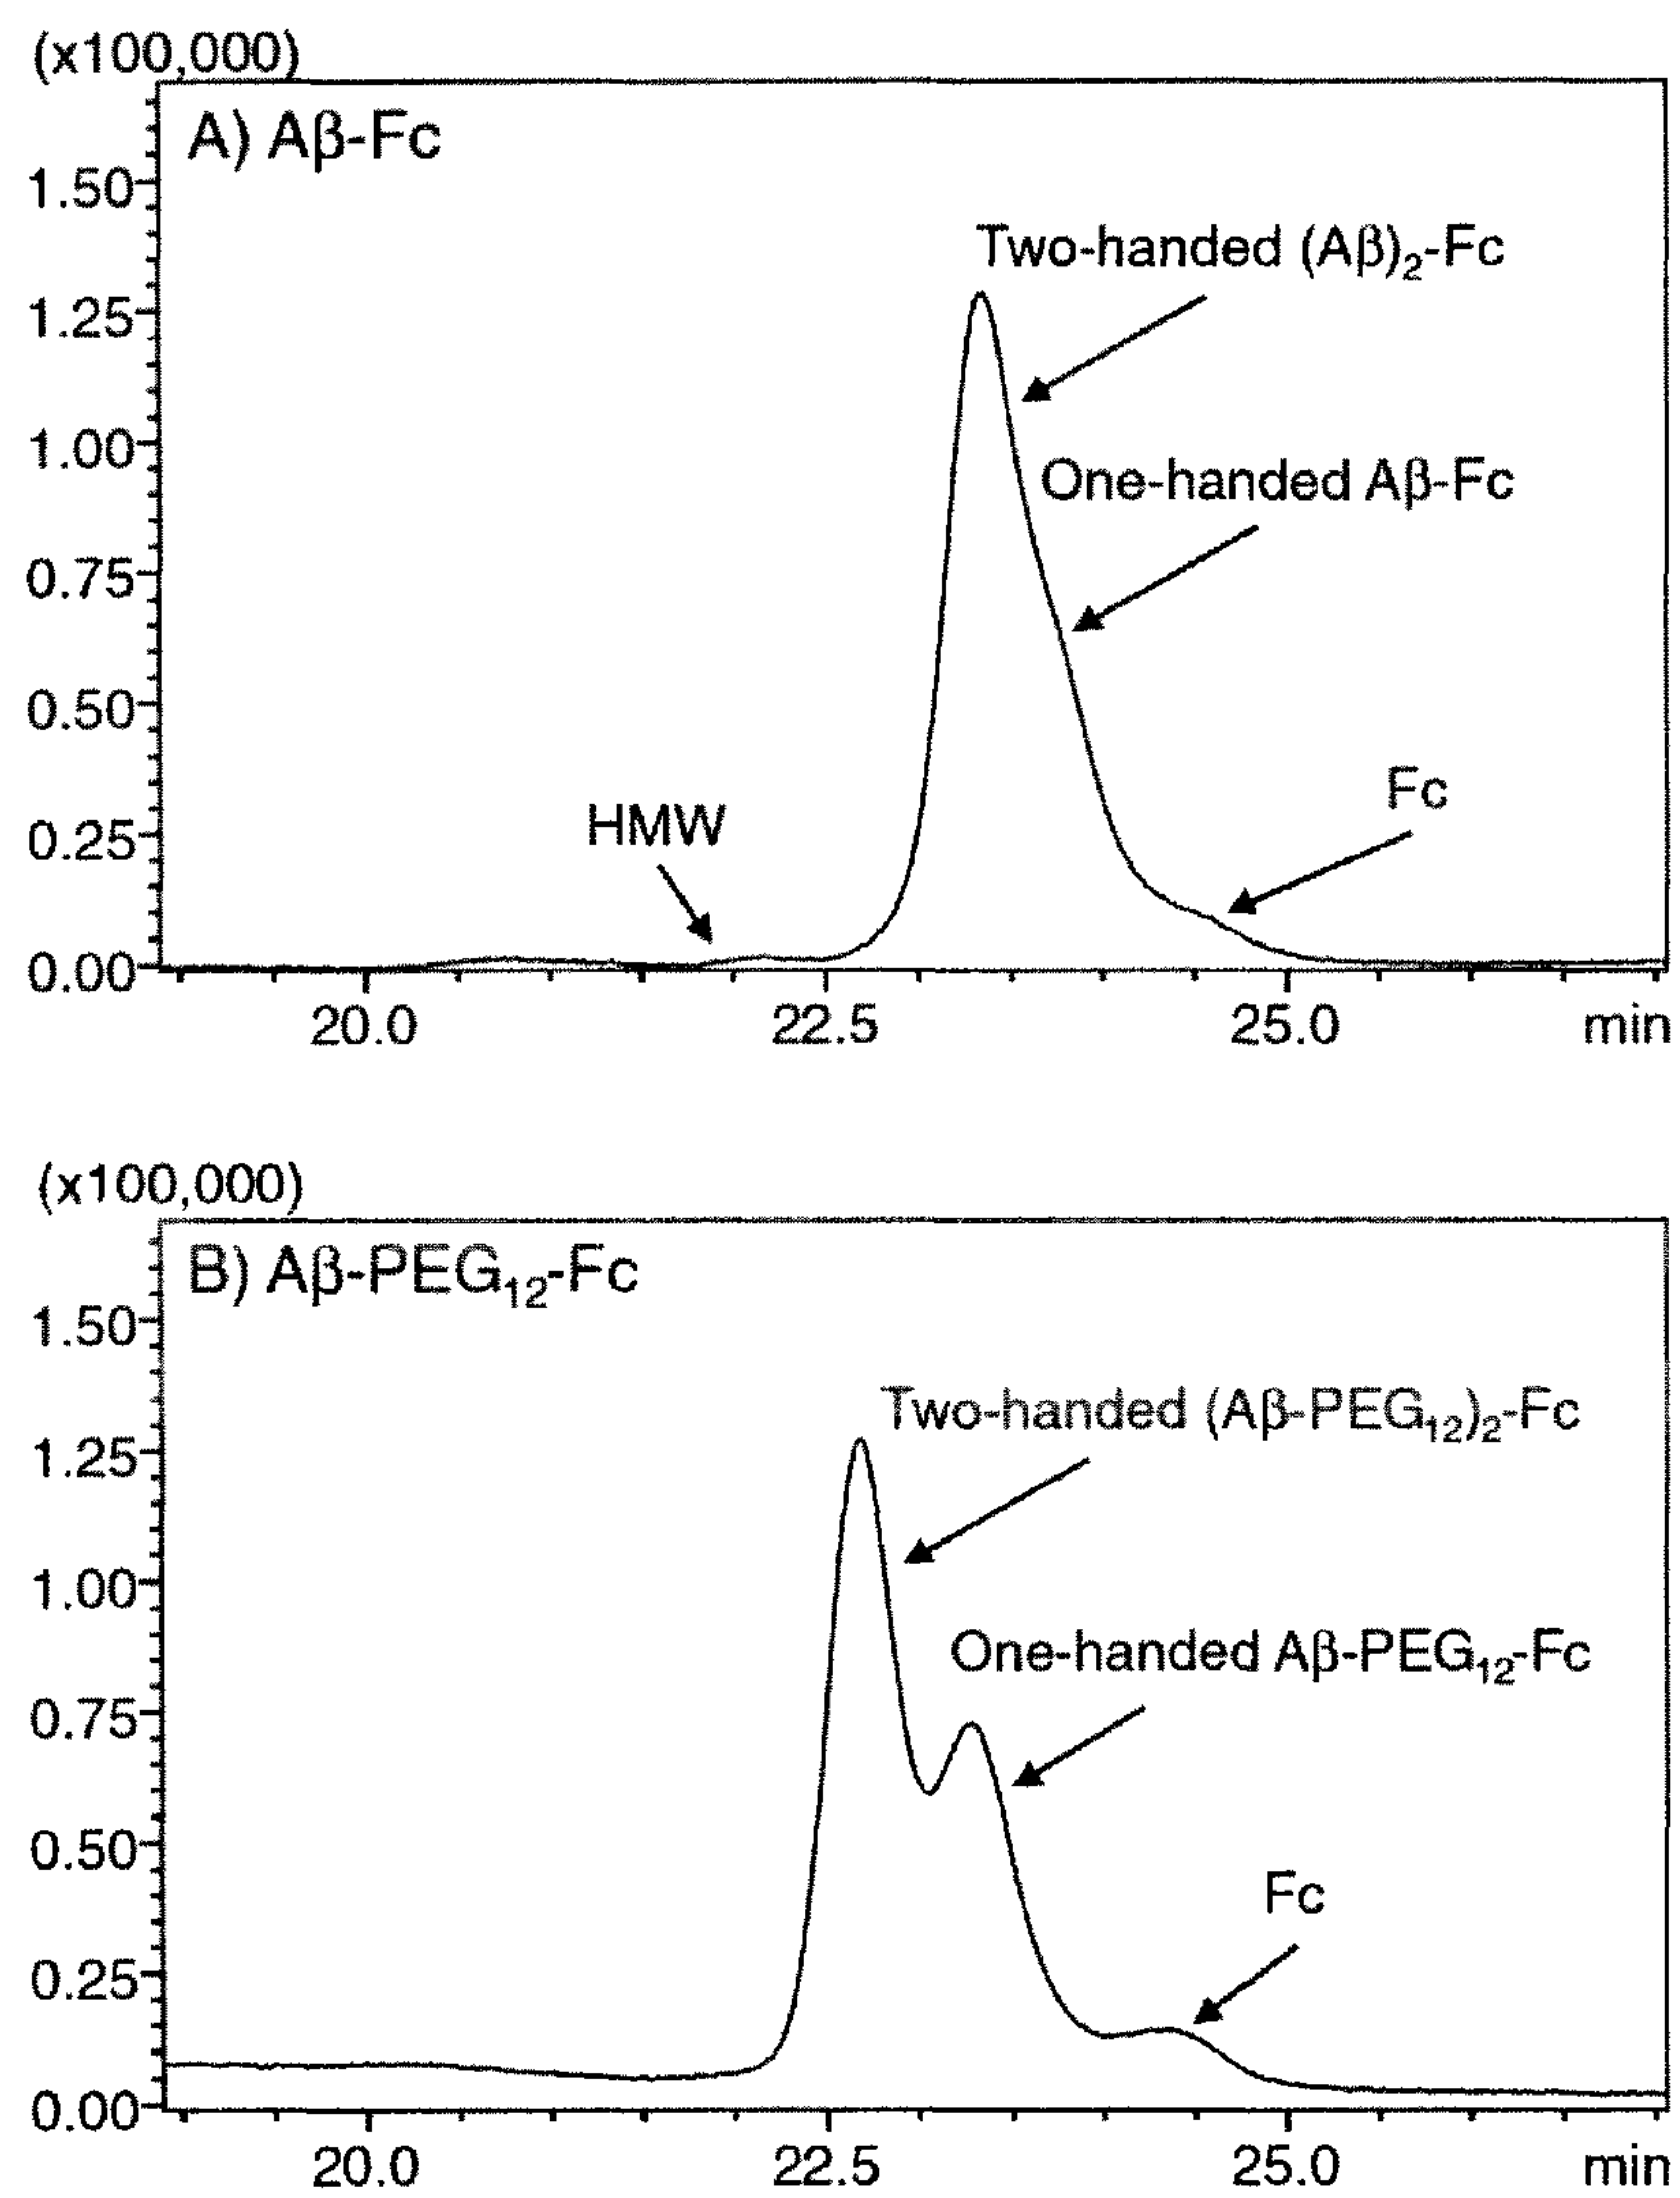 (x100,000)
A) Aβ-Fc
1.50
Two-handed (Aβ)₂-Fc
1.25
1.00
One-handed Aβ-Fc
0.75
0.50
Fc
HMW
0.25
0.00
20.0 22.5 25.0 min
(x100,000)
B) Aβ-PEG₁₂-Fc
1.50
Two-handed (Aβ-PEG₁₂)₂-Fc
1.25
1.00
One-handed Aβ-PEG₁₂-Fc
0.75
0.50
Fc
0.25
0.00
20.0 22.5 25.0 min